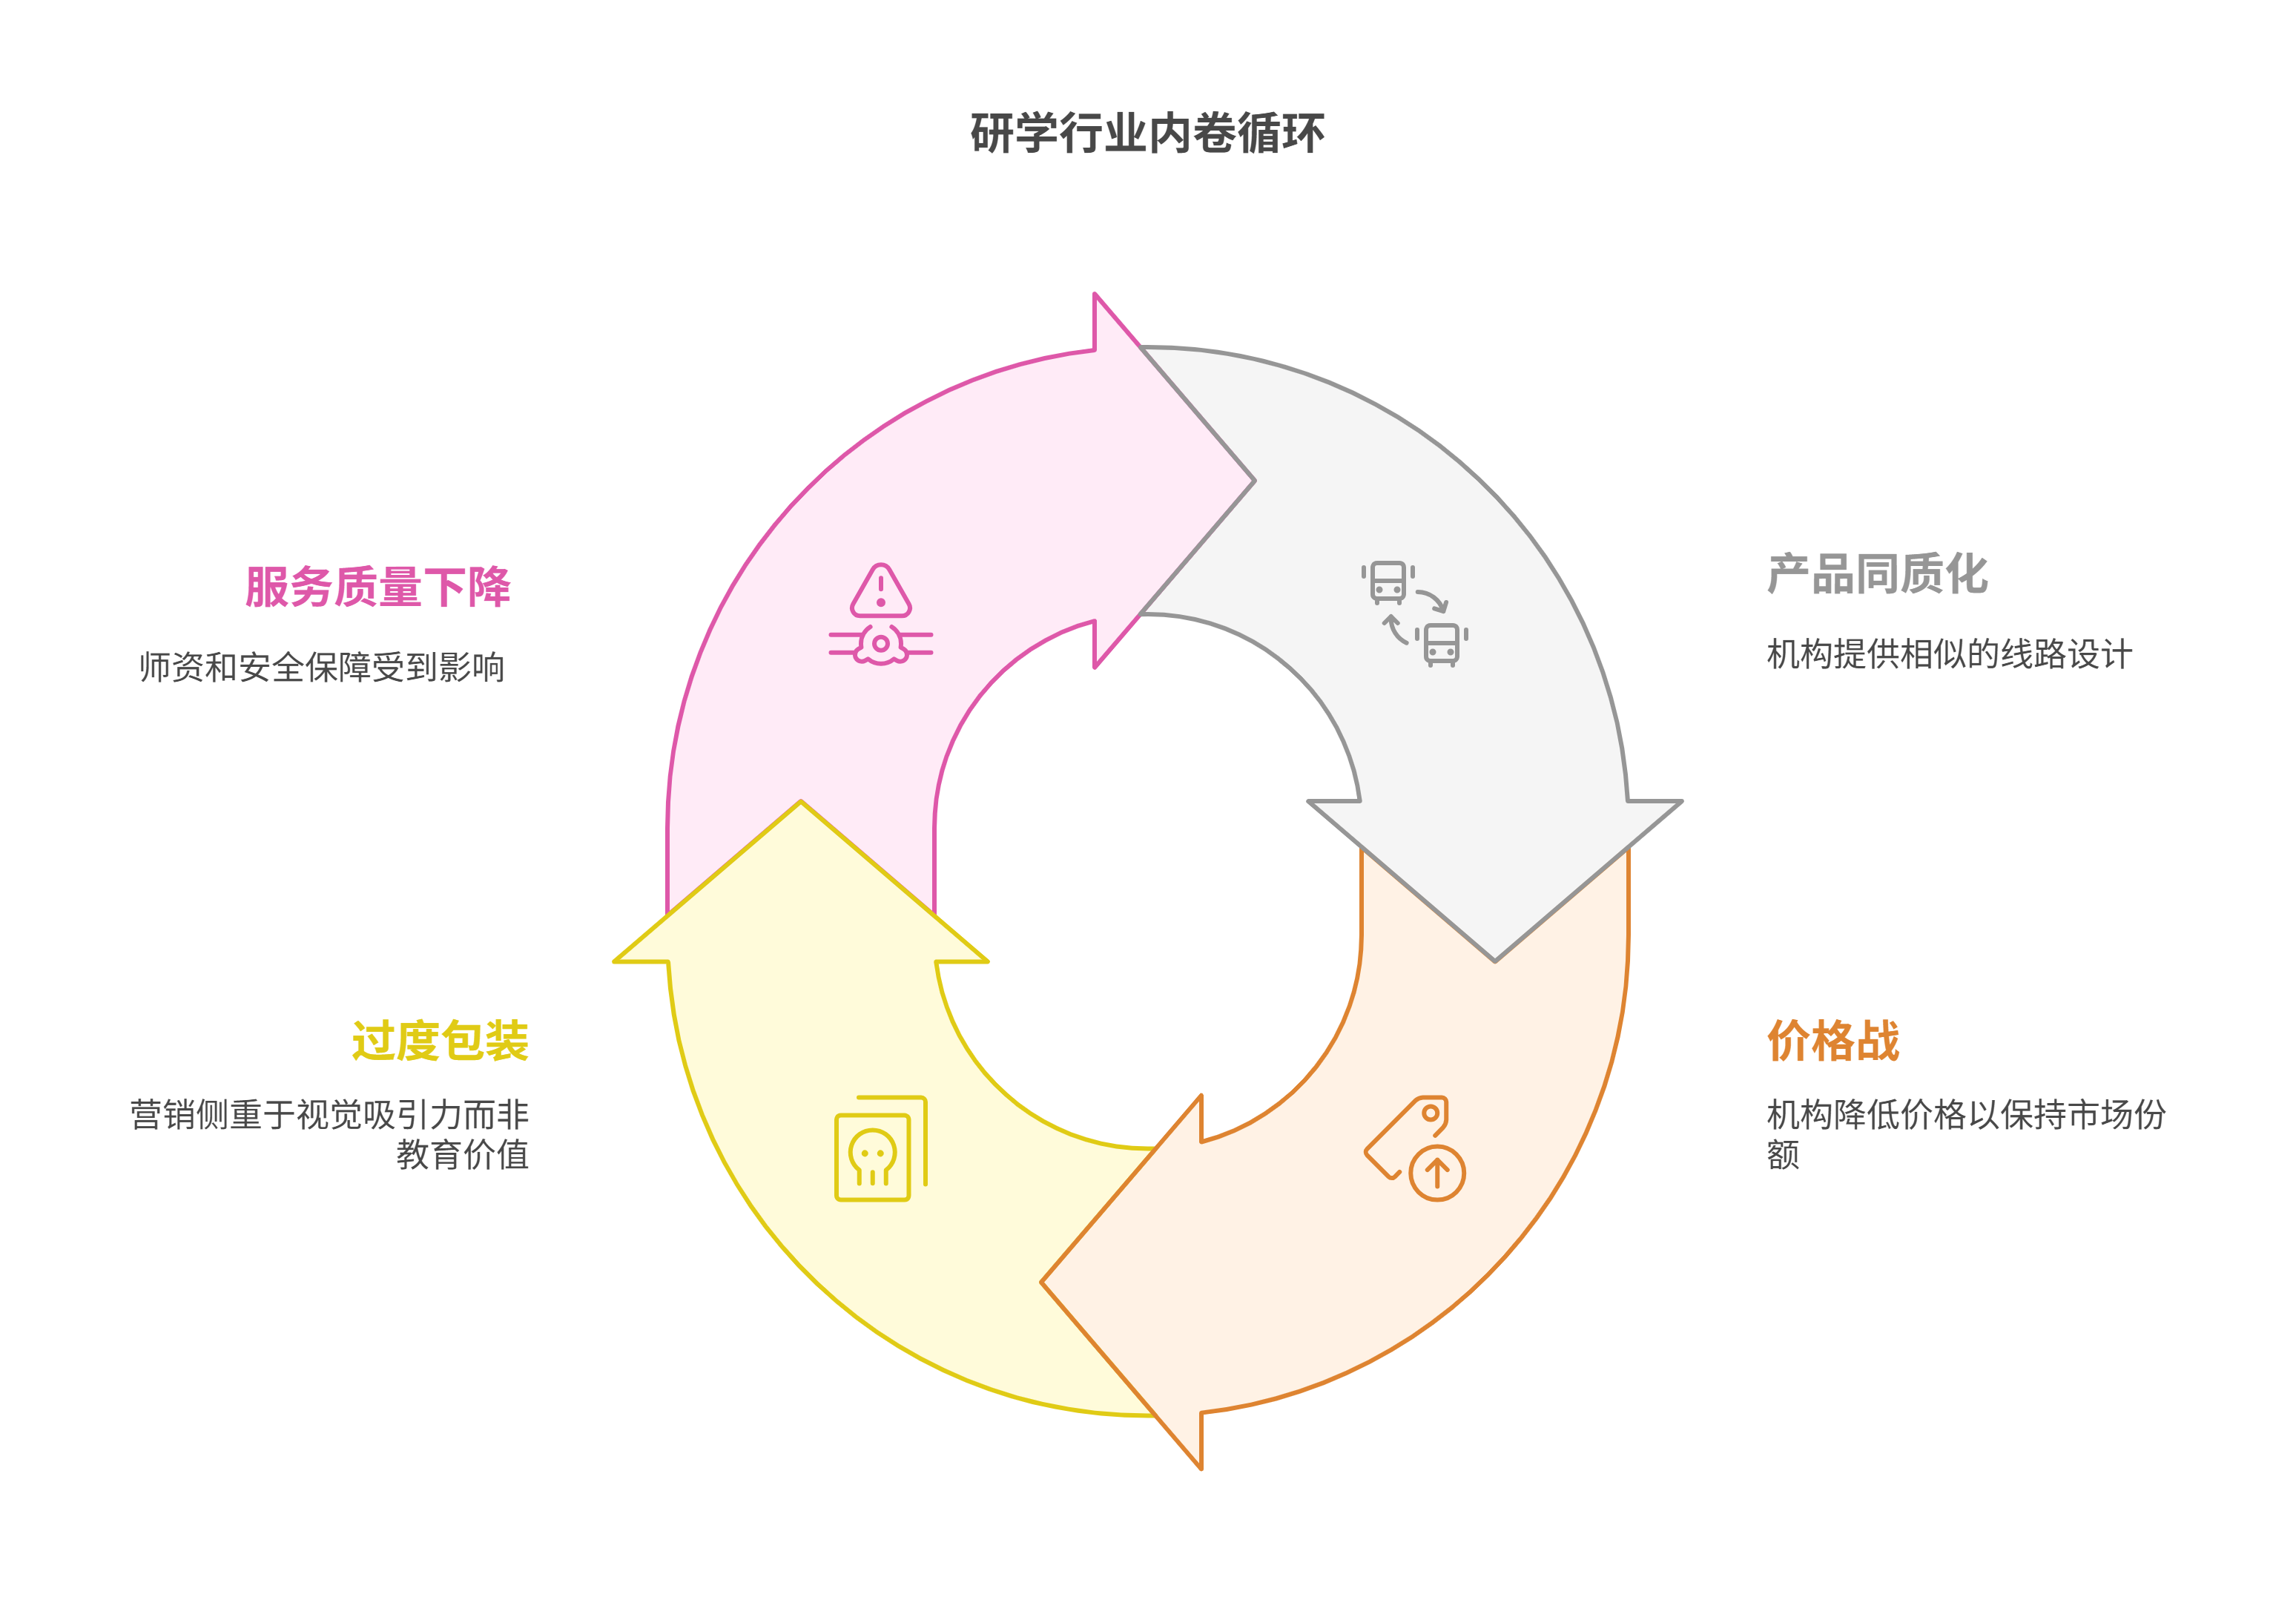 研学行业内卷循环
服务质量下降
师资和安全保障受到影响
产品同质化
机构提供相似的线路设计
过度包装
营销侧重于视觉吸引力而非
教育价值
价格战
机构降低价格以保持市场份
额